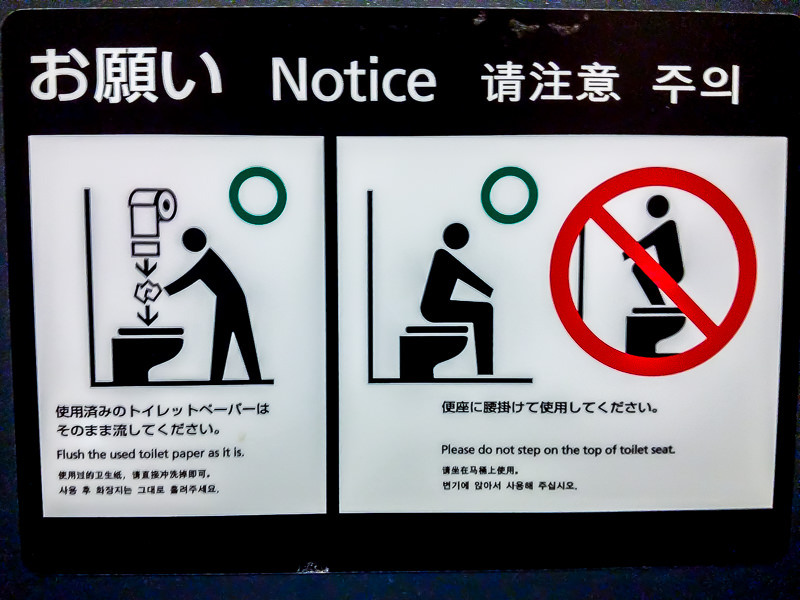 お願い Notice 请注意 주의
使用済みのトイレットペーパーは
そのまま流してください。
Flush the used toilet paper as it is.
使用过的卫生纸，请直接冲洗掉即可。
사용 후 화장지는 그대로 흘려주세요.
便座に腰掛けて使用してください。
Please do not step on the top of toilet seat.
请坐在马桶上使用。
변기에 앉아서 사용해 주십시오.